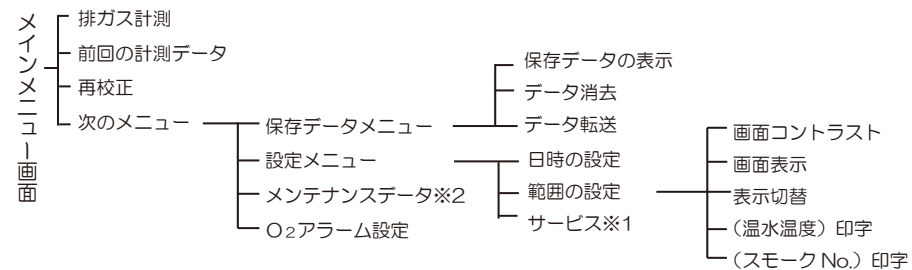 メインメニュー画面
排ガス計測
前回の計測データ
再校正
次のメニュー
保存データメニュー
設定メニュー
メンテナンスデータ※2
O₂アラーム設定
保存データの表示
データ消去
データ転送
日時の設定
範囲の設定
サービス※1
画面コントラスト
画面表示
表示切替
（温水温度）印字
（スモーク No.）印字